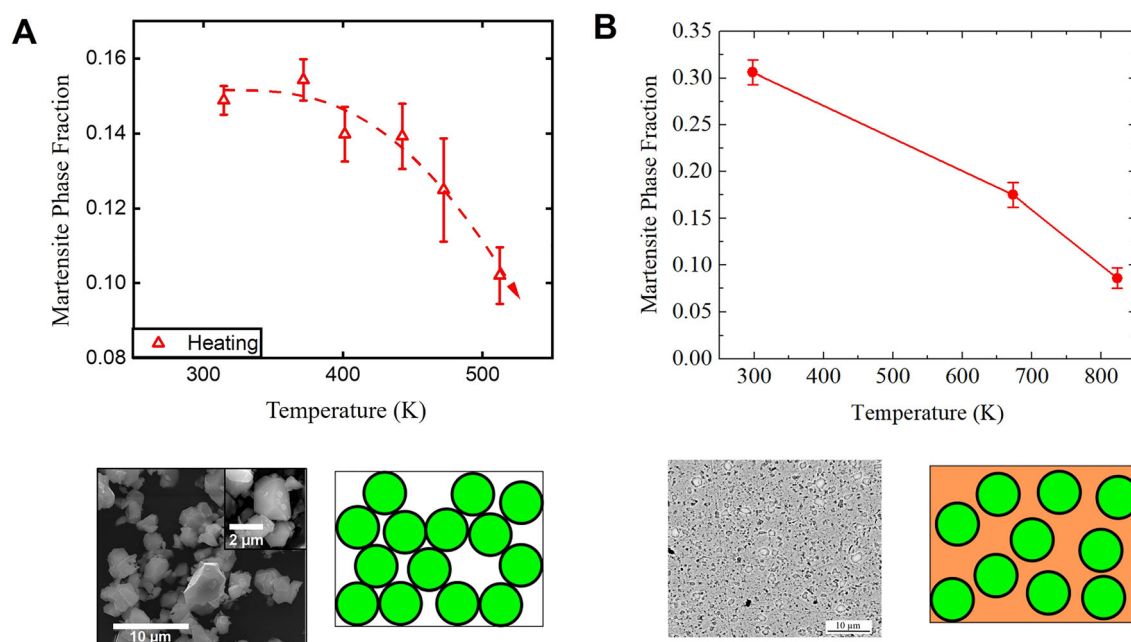 A
Martensite Phase Fraction
0.16
0.14
0.12
0.10
0.08
Heating
300
400
500
Temperature (K)
B
Martensite Phase Fraction
0.35
0.30
0.25
0.20
0.15
0.10
0.05
0.00
300 400 500 600 700 800
Temperature (K)
2 μm
10 μm
10 μm